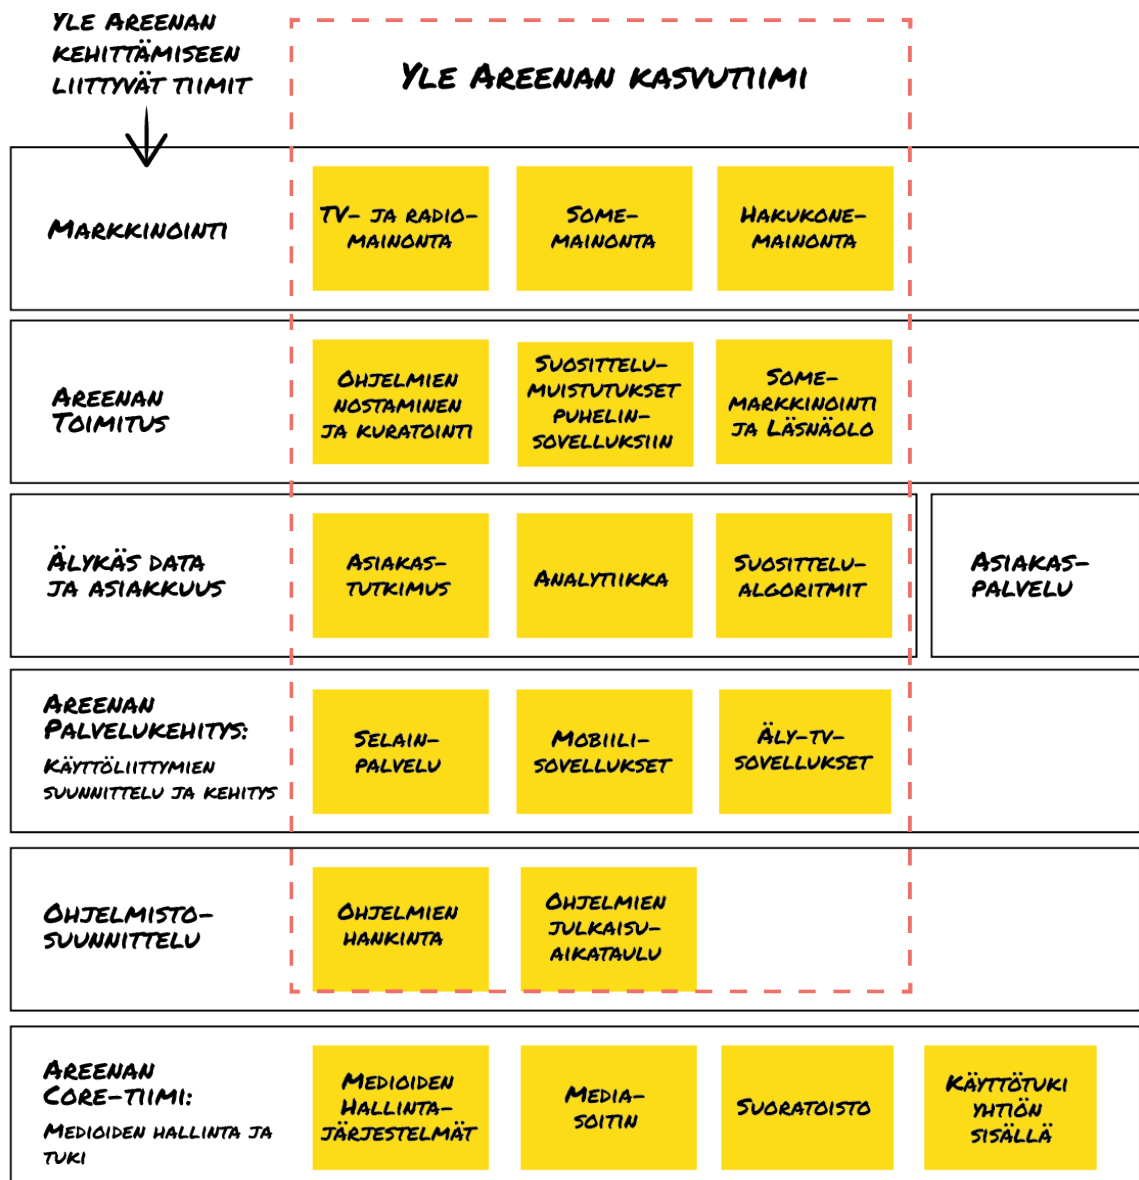 Yle Areenan
kehittämiseen
liittyvät tiimit
Yle Areenan kasvutiimi
Markkinointi
TV- ja radio-
mainonta
Some-
mainonta
Hakukone-
mainonta
Areenan
Toimitus
Ohjelmien
nostaminen
ja kuratointi
Suosittelu-
muistutukset
puhelin-
sovelluksiin
Some-
markkinointi
ja Läsnäolo
Älykäs data
ja asiakkuus
Asiakas-
tutkimus
Analytiikka
Suosittelu-
algoritmit
Asiakas-
palvelu
Areenan
Palvelukehitys:
Käyttöliittymien
suunnittelu ja kehitys
Selain-
palvelu
Mobiili-
sovellukset
Äly-tv-
sovellukset
Ohjelmisto-
suunnittelu
Ohjelmien
hankinta
Ohjelmien
julkaisu-
aikataulu
Areenan
Core-tiimi:
Medioiden hallinta ja
tuki
Medioiden
Hallinta-
järjestelmät
Media-
soitin
Suoratoisto
Käyttötuki
yhtiön
sisällä